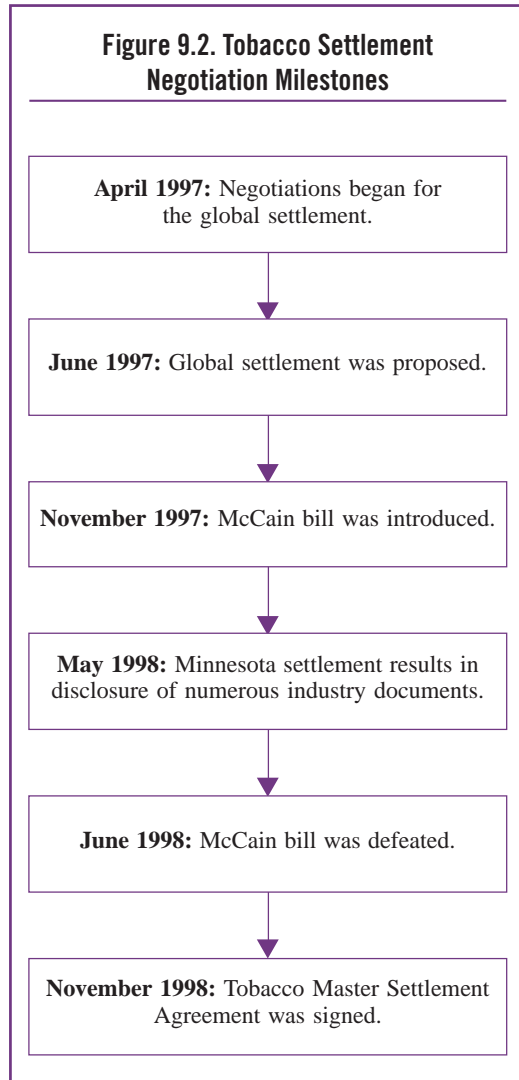 Figure 9.2. Tobacco Settlement
Negotiation Milestones
April 1997: Negotiations began for
the global settlement.
June 1997: Global settlement was proposed.
November 1997: McCain bill was introduced.
May 1998: Minnesota settlement results in
disclosure of numerous industry documents.
June 1998: McCain bill was defeated.
November 1998: Tobacco Master Settlement
Agreement was signed.